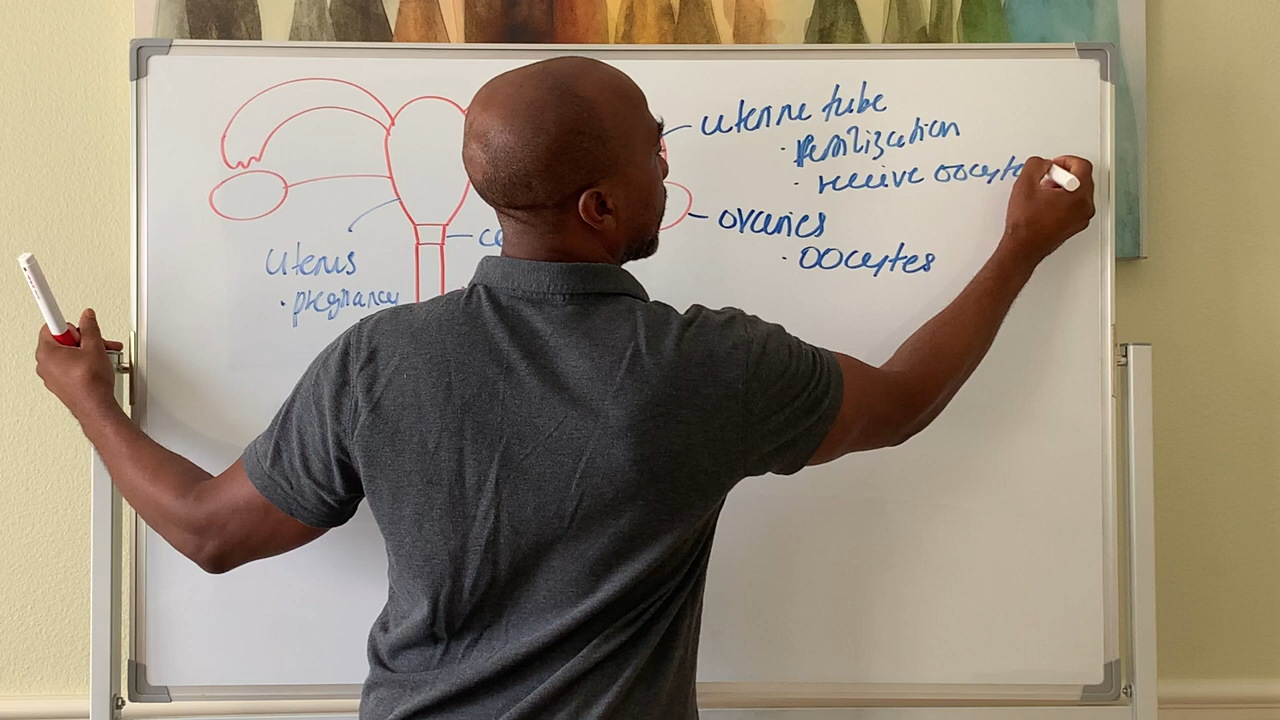 uterine tube
· fertilization
· receive oocyte
ovaries
· oocytes
uterus
· pregnancy